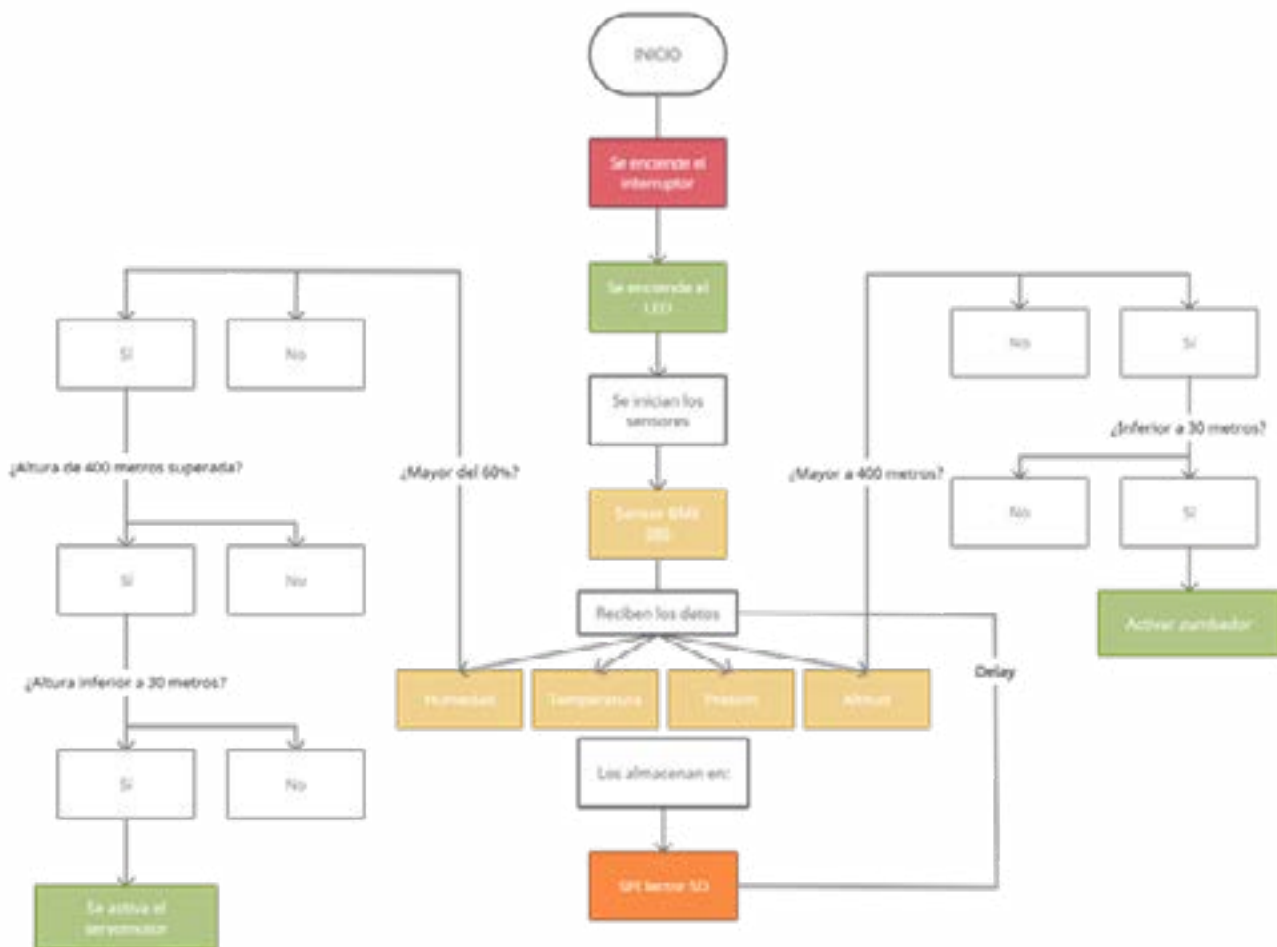 INICIO
Se enciende el
interruptor
Se enciende el
LED
Se inician los
sensores
Sensor BME
280
Reciben los datos
Humedad
Temperatura
Presión
Altitud
Los almacenan en:
SPI lector SD
Delay
¿Mayor del 60%?
Sí
No
¿Altura de 400 metros superada?
Sí
No
¿Altura inferior a 30 metros?
Sí
No
Se activa el
servomotor
¿Mayor a 400 metros?
No
Sí
¿Inferior a 30 metros?
No
Sí
Activar zumbador